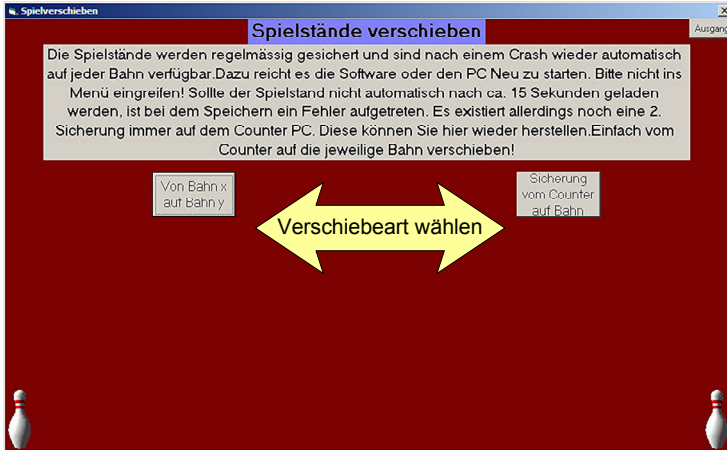 Spielverschieben
Spielstände verschieben
Ausgang
Die Spielstände werden regelmässig gesichert und sind nach einem Crash wieder automatisch
auf jeder Bahn verfügbar.Dazu reicht es die Software oder den PC Neu zu starten. Bitte nicht ins
Menü eingreifen! Sollte der Spielstand nicht automatisch nach ca. 15 Sekunden geladen
werden, ist bei dem Speichern ein Fehler aufgetreten. Es existiert allerdings noch eine 2.
Sicherung immer auf dem Counter PC. Diese können Sie hier wieder herstellen.Einfach vom
Counter auf die jeweilige Bahn verschieben!
Von Bahn x
auf Bahn y
Verschiebeart wählen
Sicherung
vom Counter
auf Bahn